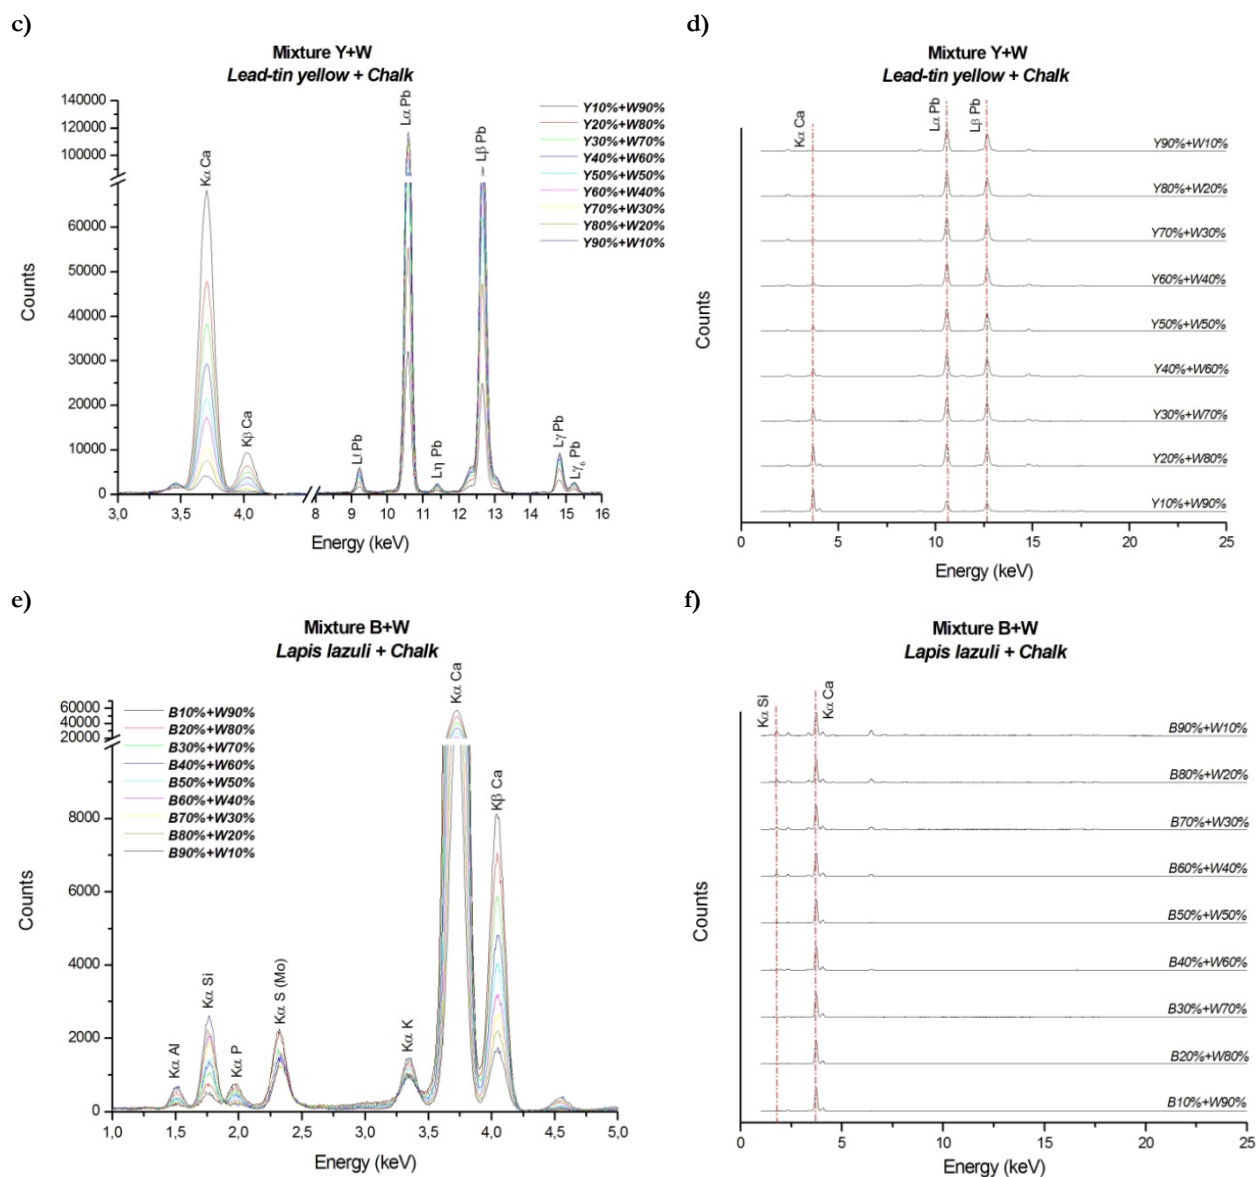 c)
Mixture Y+W
Lead-tin yellow + Chalk
140000
120000
100000
60000
50000
40000
30000
20000
10000
0
Counts
Kα Ca
Kβ Ca
Lℓ Pb
Lα Pb
Lη Pb
Lβ Pb
Lγ Pb
Lγ₆ Pb
Y10%+W90%
Y20%+W80%
Y30%+W70%
Y40%+W60%
Y50%+W50%
Y60%+W40%
Y70%+W30%
Y80%+W20%
Y90%+W10%
3,0 3,5 4,0 8 9 10 11 12 13 14 15 16
Energy (keV)
d)
Mixture Y+W
Lead-tin yellow + Chalk
Kα Ca
Lα Pb
Lβ Pb
Counts
Y90%+W10%
Y80%+W20%
Y70%+W30%
Y60%+W40%
Y50%+W50%
Y40%+W60%
Y30%+W70%
Y20%+W80%
Y10%+W90%
0 5 10 15 20 25
Energy (keV)
e)
Mixture B+W
Lapis lazuli + Chalk
60000
40000
20000
8000
6000
4000
2000
0
Counts
B10%+W90%
B20%+W80%
B30%+W70%
B40%+W60%
B50%+W50%
B60%+W40%
B70%+W30%
B80%+W20%
B90%+W10%
Kα Al
Kα Si
Kα P
Kα S (Mo)
Kα K
Kα Ca
Kβ Ca
1,0 1,5 2,0 2,5 3,0 3,5 4,0 4,5 5,0
Energy (keV)
f)
Mixture B+W
Lapis lazuli + Chalk
Kα Si
Kα Ca
Counts
B90%+W10%
B80%+W20%
B70%+W30%
B60%+W40%
B50%+W50%
B40%+W60%
B30%+W70%
B20%+W80%
B10%+W90%
0 5 10 15 20 25
Energy (keV)